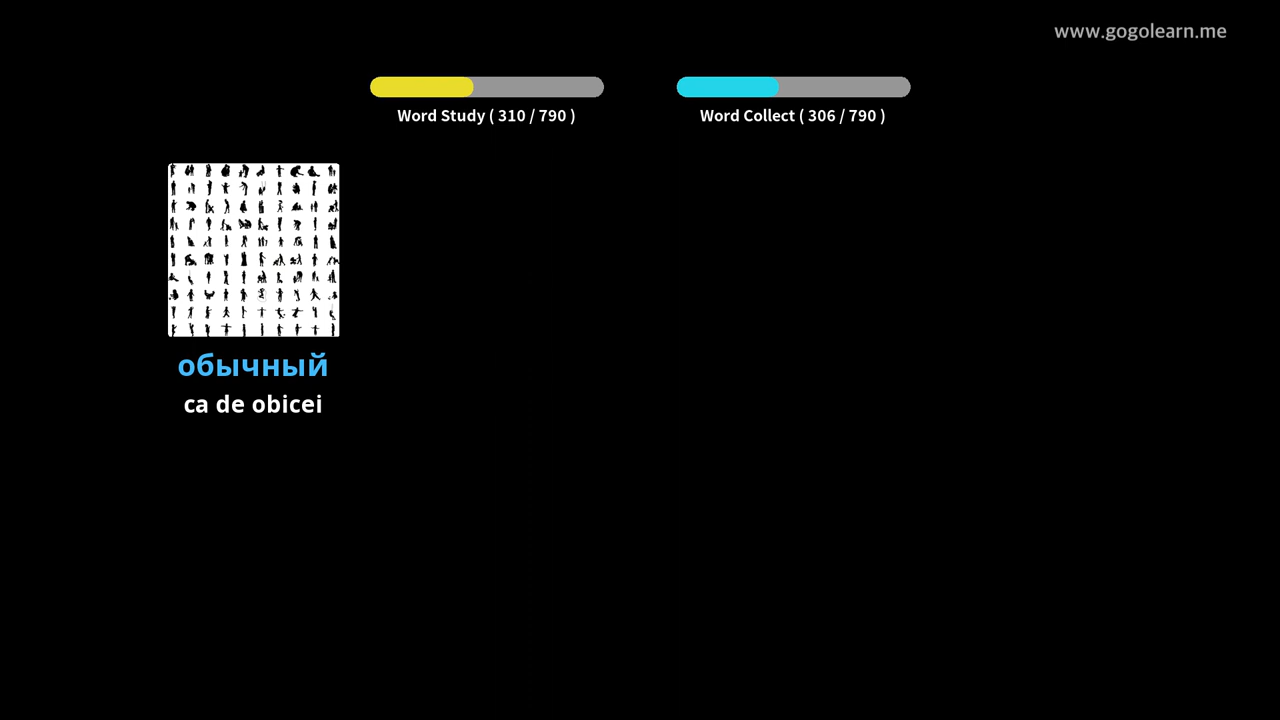 www.gogolearn.me
Word Study ( 310 / 790 )
Word Collect ( 306 / 790 )
обычный
ca de obicei